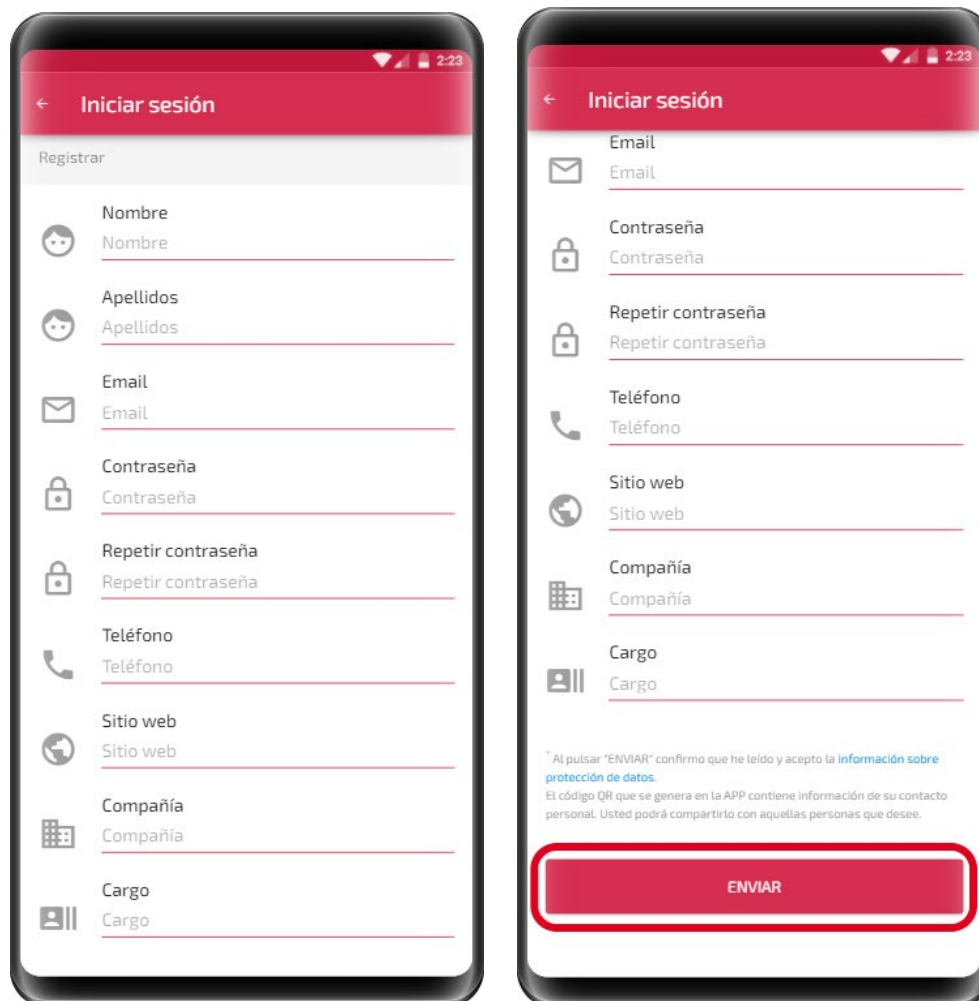 2:23
Iniciar sesión
Registrar
Nombre
Nombre
Apellidos
Apellidos
Email
Email
Contraseña
Contraseña
Repetir contraseña
Repetir contraseña
Teléfono
Teléfono
Sitio web
Sitio web
Compañía
Compañía
Cargo
Cargo
2:23
Iniciar sesión
Email
Email
Contraseña
Contraseña
Repetir contraseña
Repetir contraseña
Teléfono
Teléfono
Sitio web
Sitio web
Compañía
Compañía
Cargo
Cargo
* Al pulsar "ENVIAR" confirmo que he leído y acepto la información sobre
protección de datos.
El código QR que se genera en la APP contiene información de su contacto
personal. Usted podrá compartirlo con aquellas personas que desee.
ENVIAR